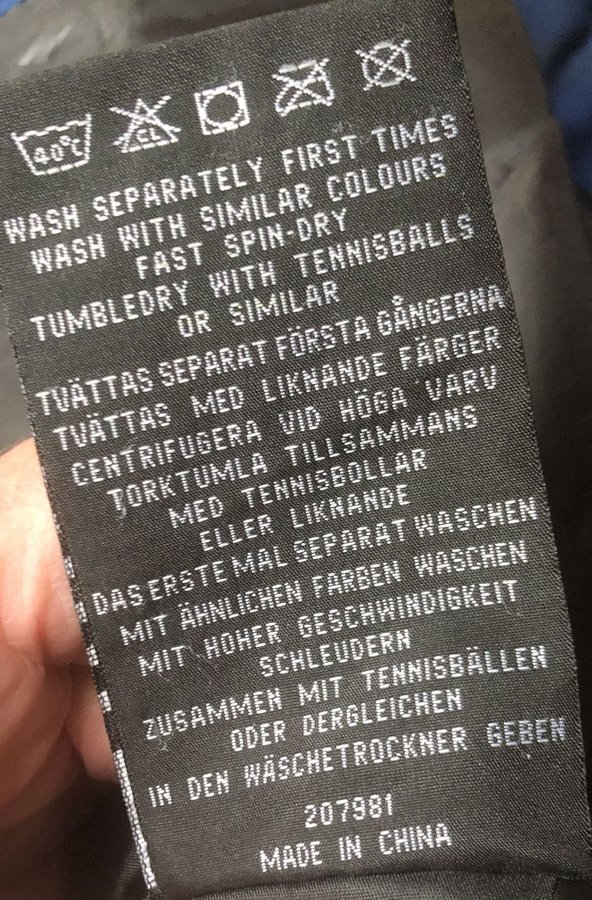 40°C CL
WASH SEPARATELY FIRST TIMES
WASH WITH SIMILAR COLOURS
FAST SPIN-DRY
TUMBLEDRY WITH TENNISBALLS
OR SIMILAR
TVÄTTAS SEPARAT FÖRSTA GÅNGERNA
TVÄTTAS MED LIKNANDE FÄRGER
CENTRIFUGERA VID HÖGA VARV
TORKTUMLA TILLSAMMANS
MED TENNISBOLLAR
ELLER LIKNANDE
DAS ERSTE MAL SEPARAT WASCHEN
MIT ÄHNLICHEN FARBEN WASCHEN
MIT HOHER GESCHWINDIGKEIT
SCHLEUDERN
ZUSAMMEN MIT TENNISBÄLLEN
ODER DERGLEICHEN
IN DEN WÄSCHETROCKNER GEBEN
207981
MADE IN CHINA